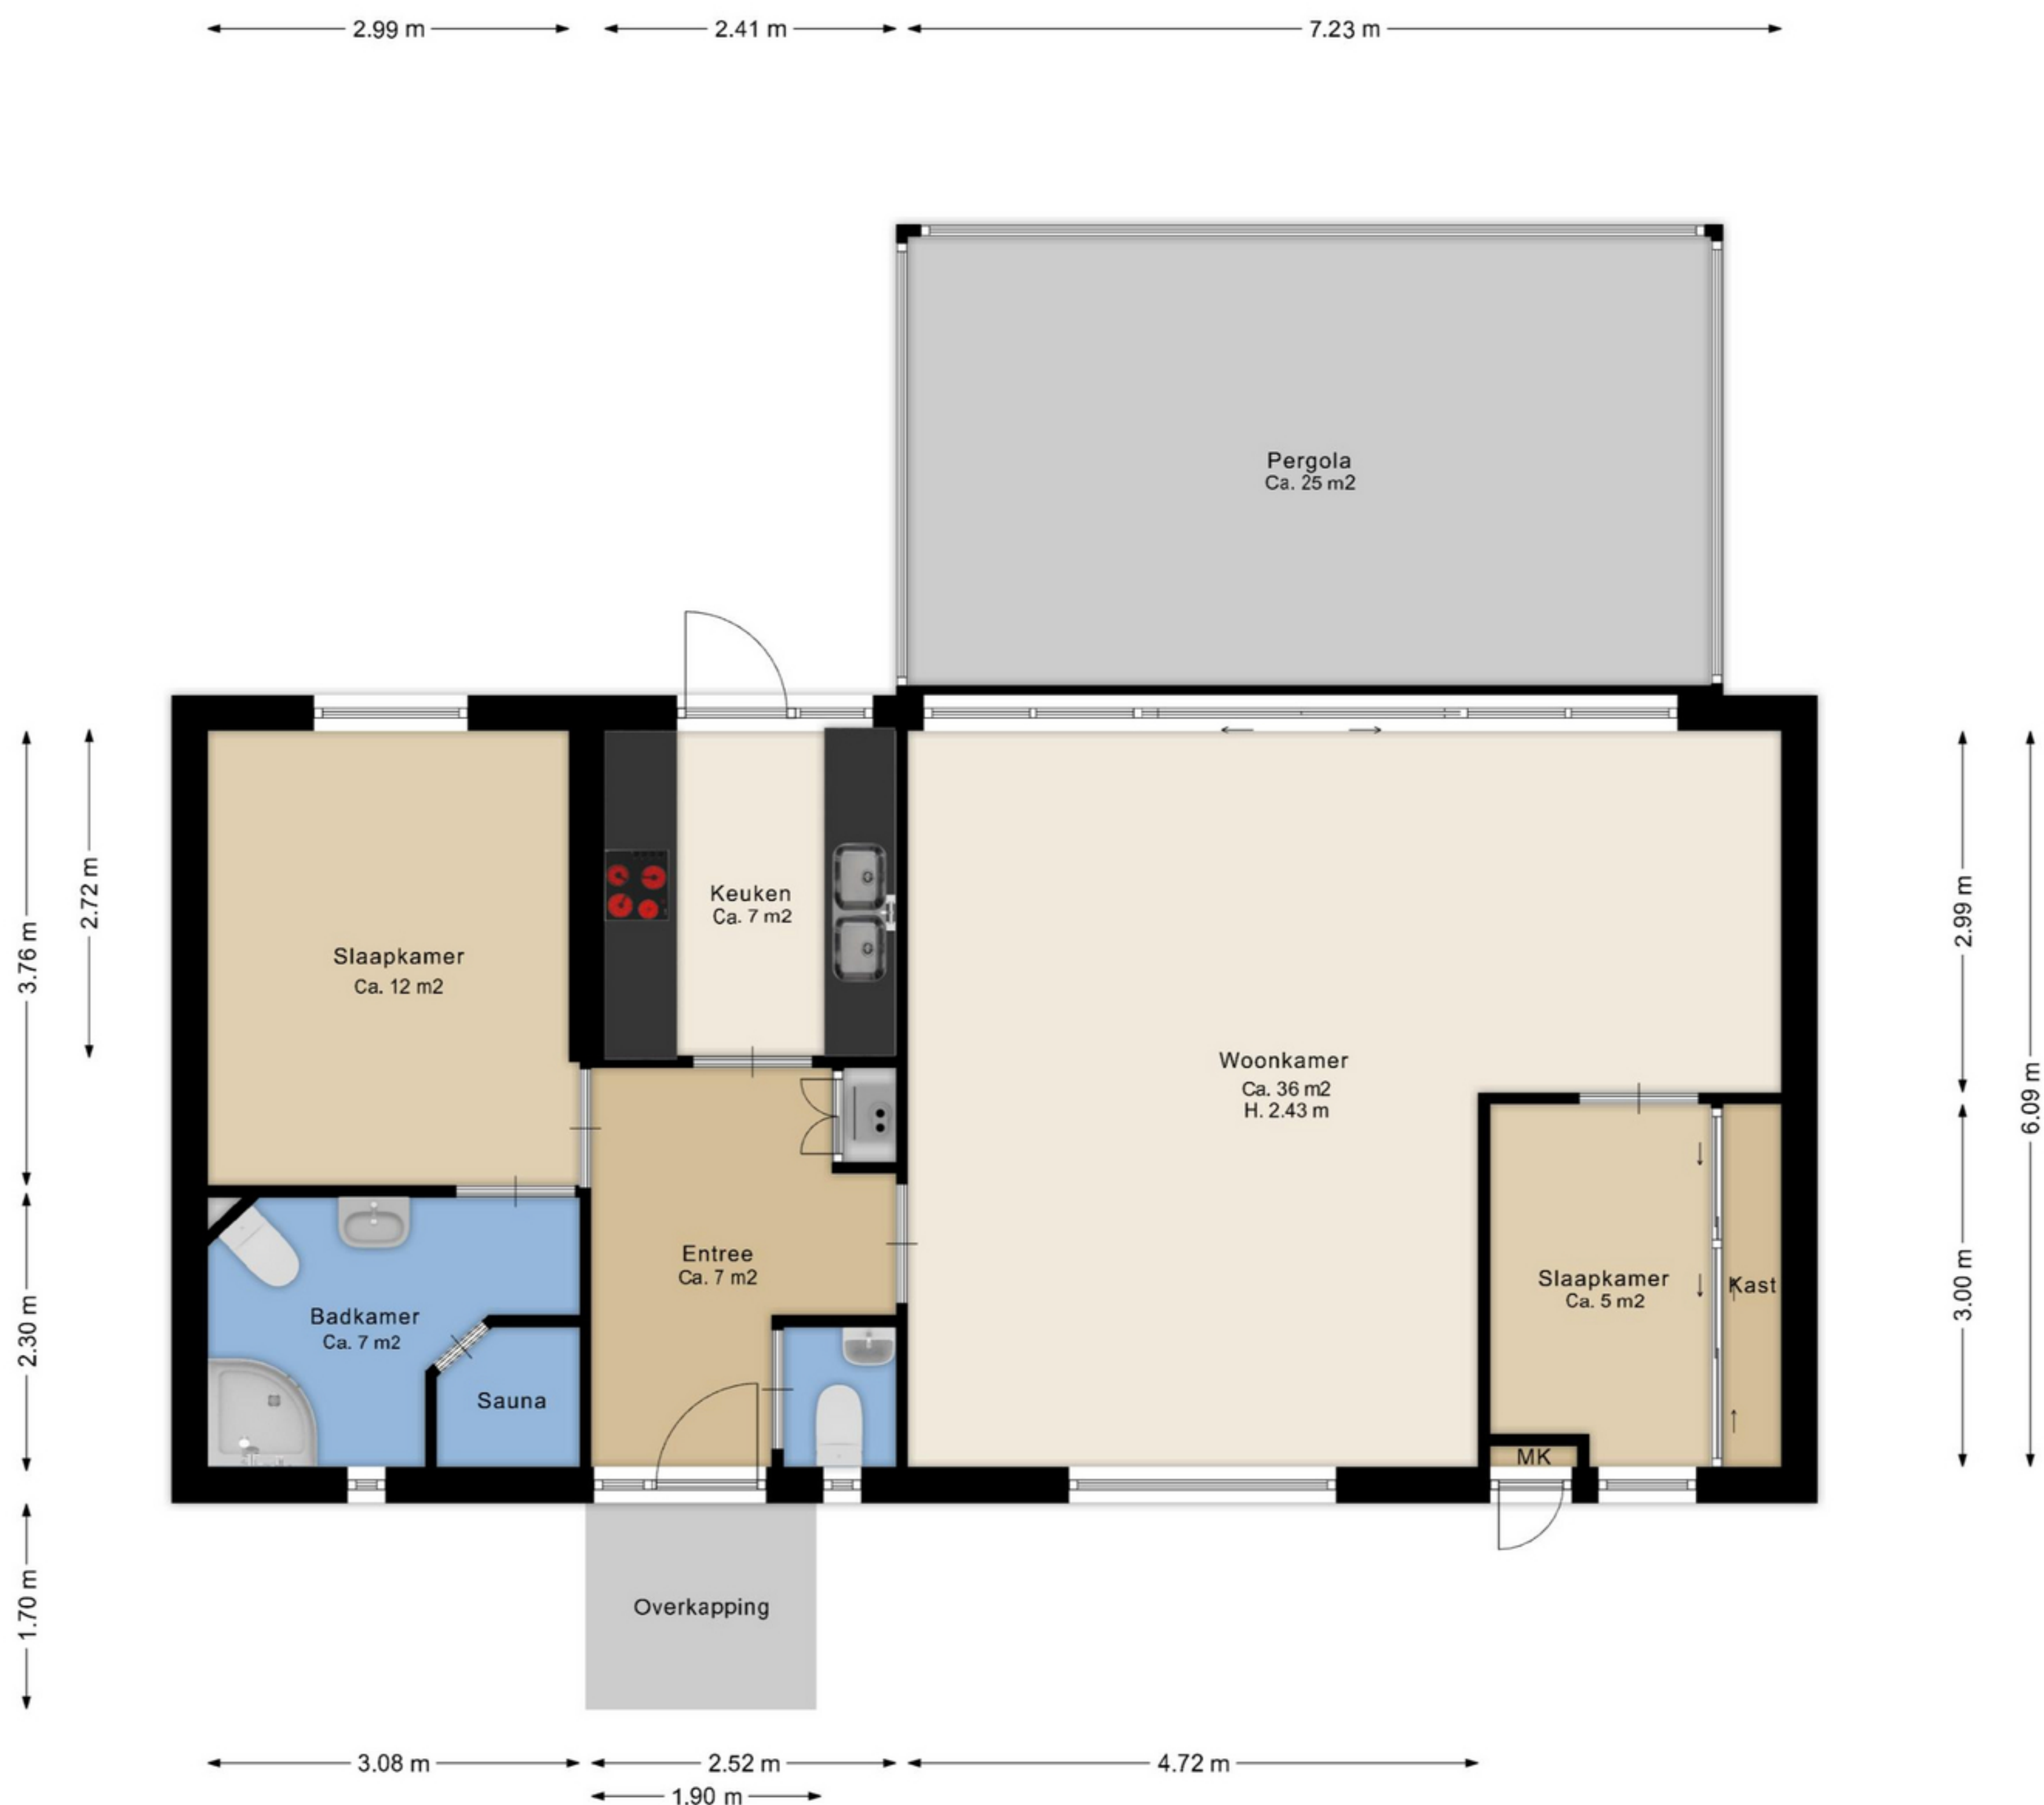 2.99 m
2.41 m
7.23 m
Pergola
Ca. 25 m2
3.76 m
2.72 m
Slaapkamer
Ca. 12 m2
Keuken
Ca. 7 m2
Woonkamer
Ca. 36 m2
H. 2.43 m
2.99 m
6.09 m
Entree
Ca. 7 m2
Badkamer
Ca. 7 m2
Sauna
Slaapkamer
Ca. 5 m2
Kast
MK
2.30 m
3.00 m
1.70 m
Overkapping
3.08 m
2.52 m
4.72 m
1.90 m